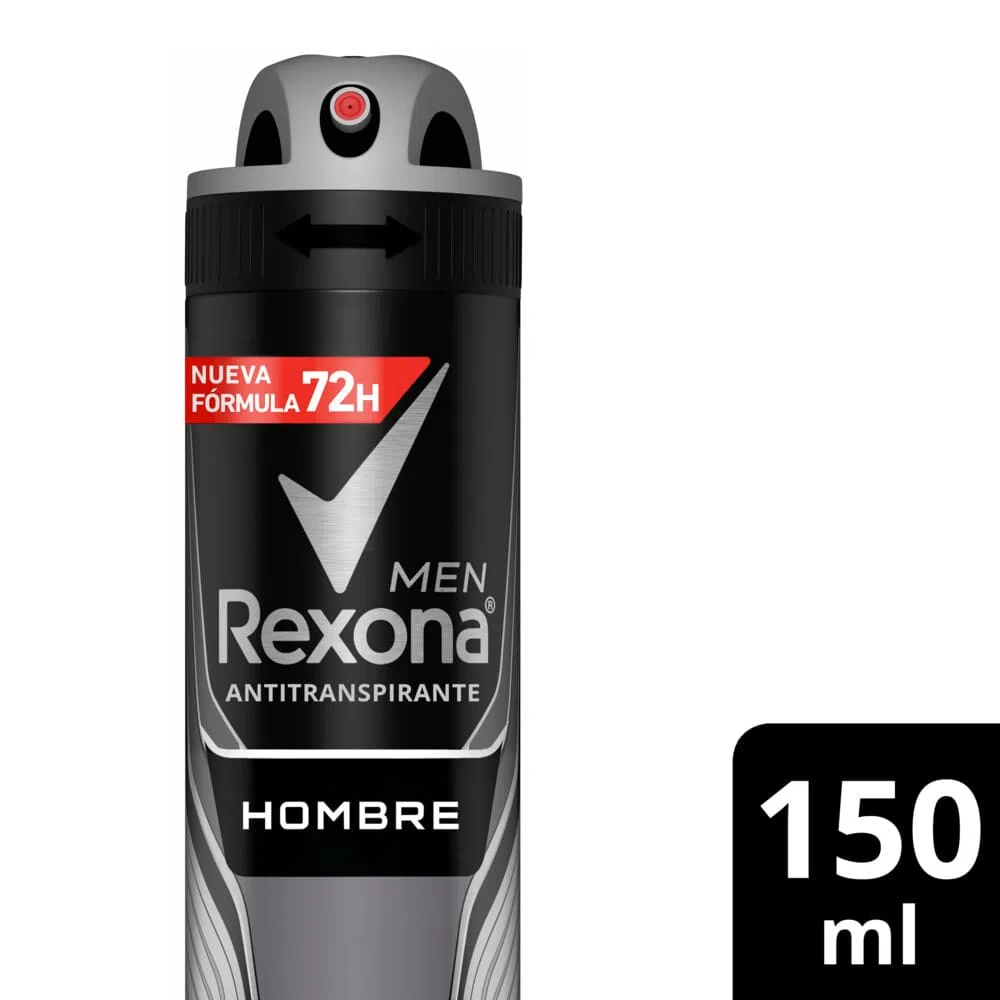 NUEVA
FÓRMULA 72H
MEN
Rexona®
ANTITRANSPIRANTE
HOMBRE
150
ml